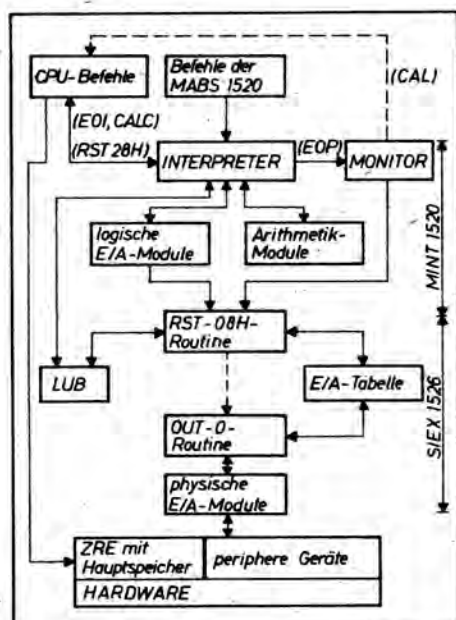 CPU-Befehle
Befehle der
MABS 1520
(CAL)
(EOI, CALC)
(RST 28H)
INTERPRETER
(EOP)
MONITOR
logische
E/A-Module
Arithmetik-
Module
MINT 1520
RST-08H-
Routine
LUB
E/A-Tabelle
OUT-0-
Routine
SIEX 1526
physische
E/A-Module
ZRE mit
Hauptspeicher
periphere Geräte
HARDWARE